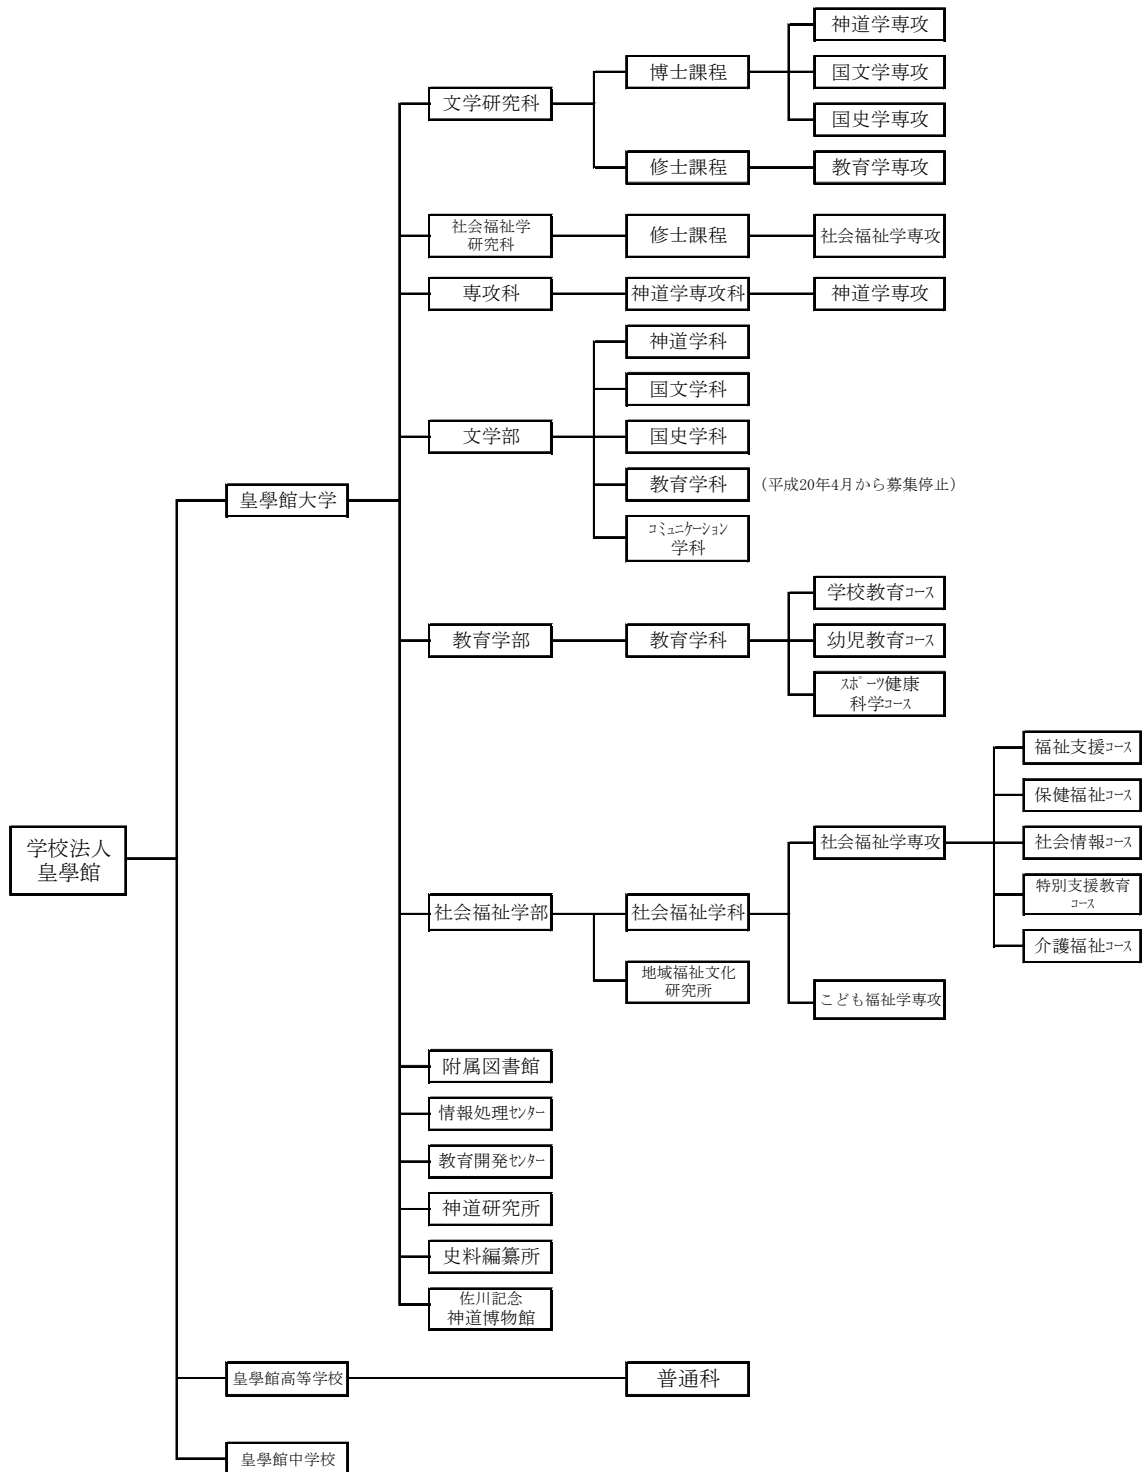 学校法人
皇學館
皇學館大学
文学研究科
博士課程
神道学専攻
国文学専攻
国史学専攻
修士課程
教育学専攻
社会福祉学
研究科
修士課程
社会福祉学専攻
専攻科
神道学専攻科
神道学専攻
文学部
神道学科
国文学科
国史学科
教育学科
(平成20年4月から募集停止)
コミュニケーション
学科
教育学部
教育学科
学校教育コース
幼児教育コース
スポーツ健康
科学コース
社会福祉学部
社会福祉学科
社会福祉学専攻
福祉支援コース
保健福祉コース
社会情報コース
特別支援教育
コース
介護福祉コース
こども福祉学専攻
地域福祉文化
研究所
附属図書館
情報処理センター
教育開発センター
神道研究所
史料編纂所
佐川記念
神道博物館
皇學館高等学校
普通科
皇學館中学校